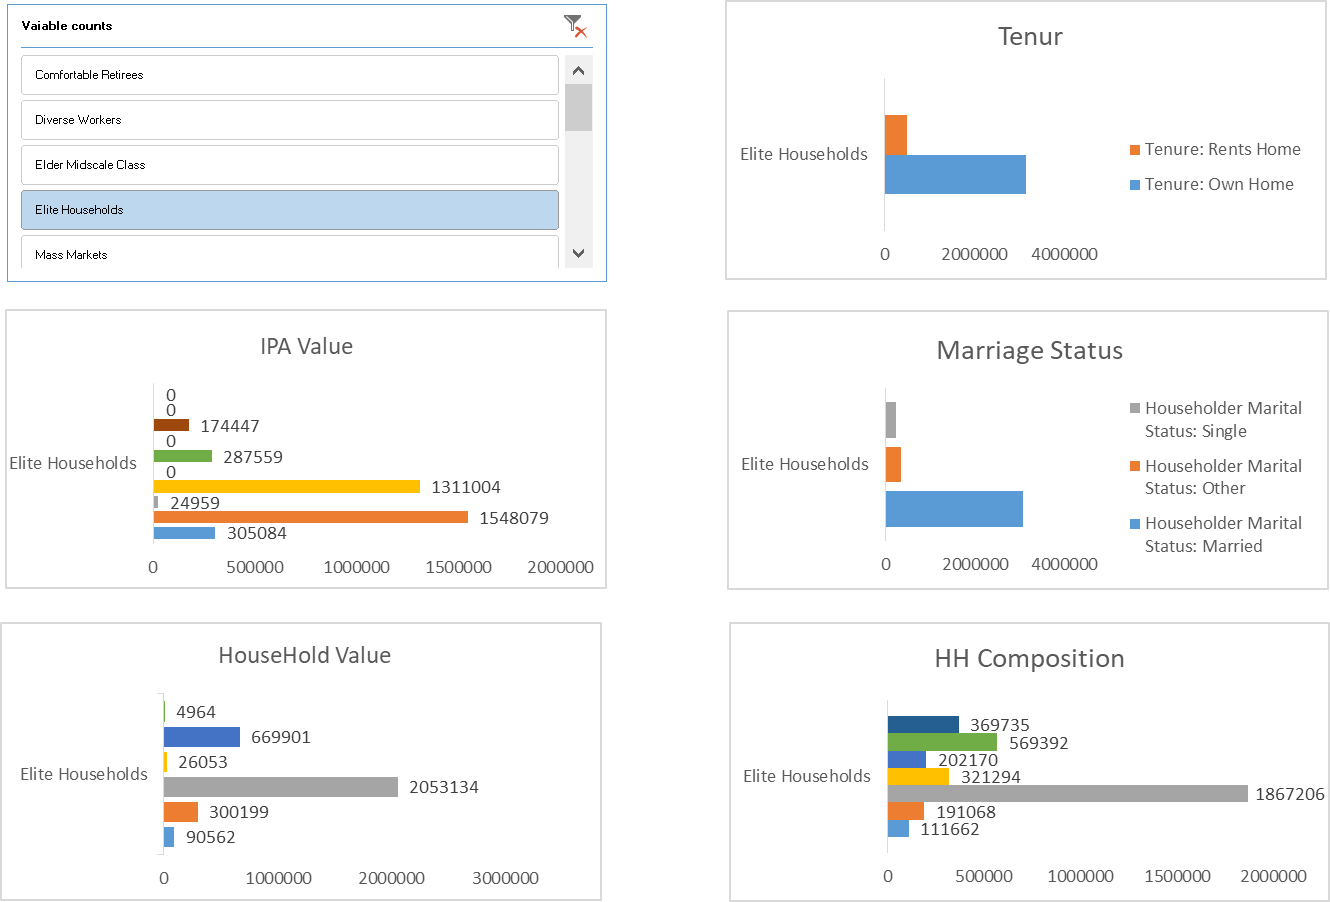 Vaiable counts
Comfortable Retirees
Diverse Workers
Elder Midscale Class
Elite Households
Mass Markets
Tenur
Elite Households
Tenure: Rents Home
Tenure: Own Home
0 2000000 4000000
IPA Value
0
0
174447
0
287559
Elite Households
0
1311004
24959
1548079
305084
0 500000 1000000 1500000 2000000
Marriage Status
Elite Households
Householder Marital
Status: Single
Householder Marital
Status: Other
Householder Marital
Status: Married
0 2000000 4000000
HouseHold Value
4964
669901
26053
Elite Households
2053134
300199
90562
0 1000000 2000000 3000000
HH Composition
369735
569392
202170
Elite Households
321294
1867206
191068
111662
0 500000 1000000 1500000 2000000